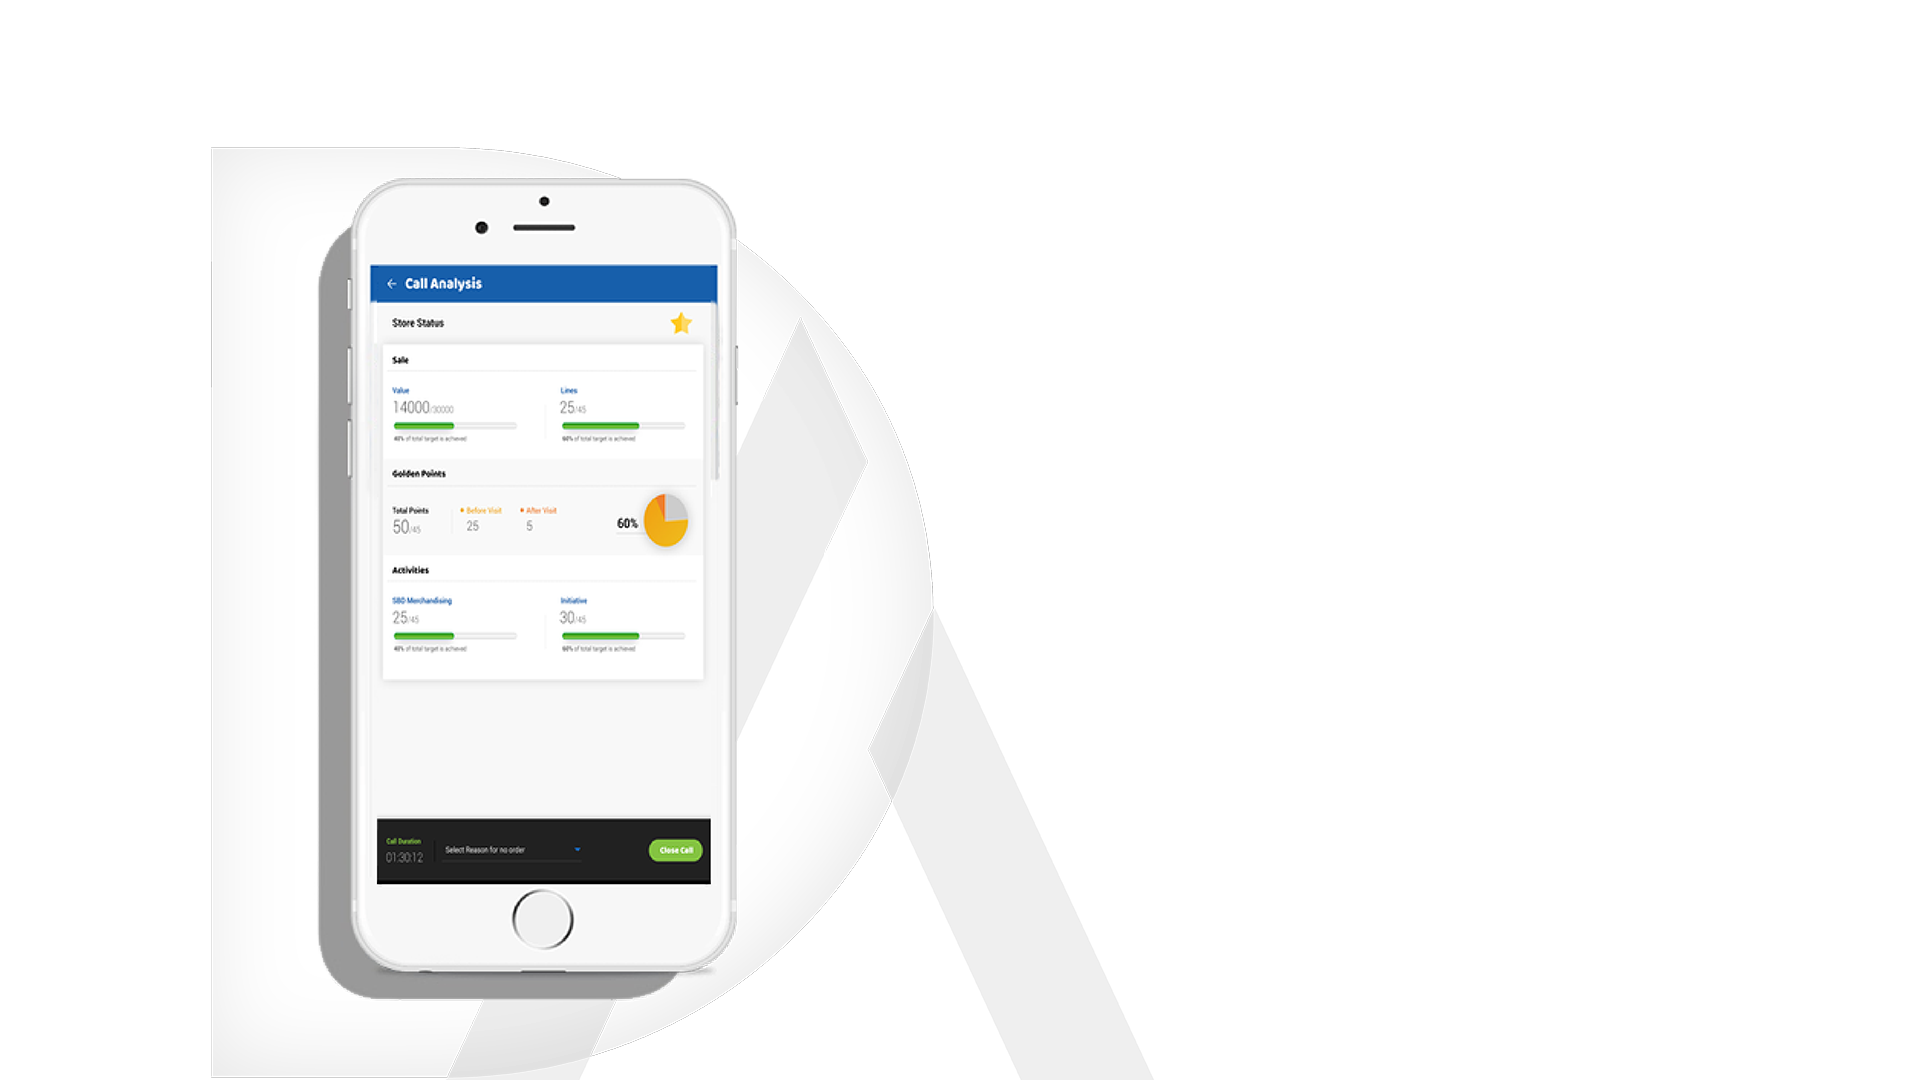 Call Analysis
Store Status
Sale
Value Lines
14000/30000 25/45
40% of total target is achieved 60% of total target is achieved
Golden Points
Total Points Before Visit After Visit
50/45 25 5 60%
Activities
SBD Merchandising Initiative
25/45 30/45
40% of total target is achieved 60% of total target is achieved
Call Duration
01:30:12 Select Reason for no order Close Call